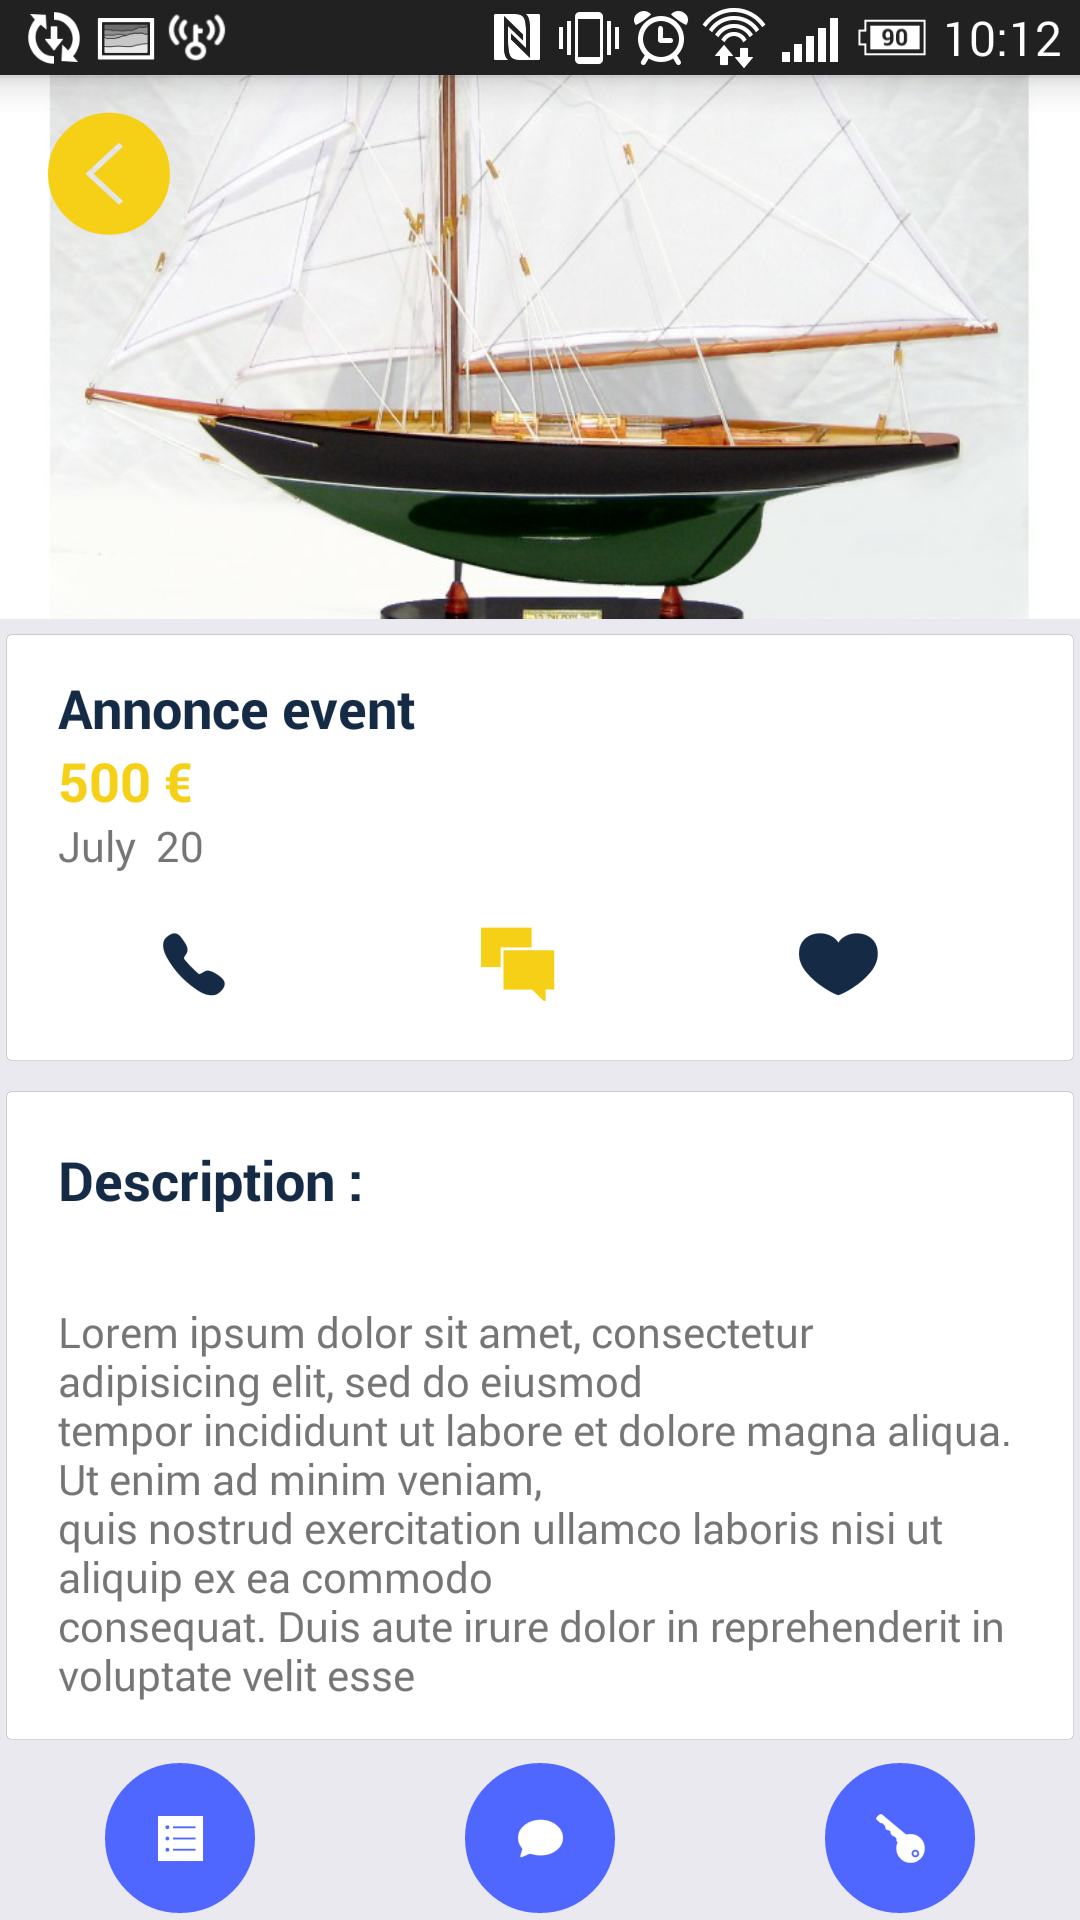 90 10:12
Annonce event
500 €
July 20
Description :
Lorem ipsum dolor sit amet, consectetur
adipisicing elit, sed do eiusmod
tempor incididunt ut labore et dolore magna aliqua.
Ut enim ad minim veniam,
quis nostrud exercitation ullamco laboris nisi ut
aliquip ex ea commodo
consequat. Duis aute irure dolor in reprehenderit in
voluptate velit esse